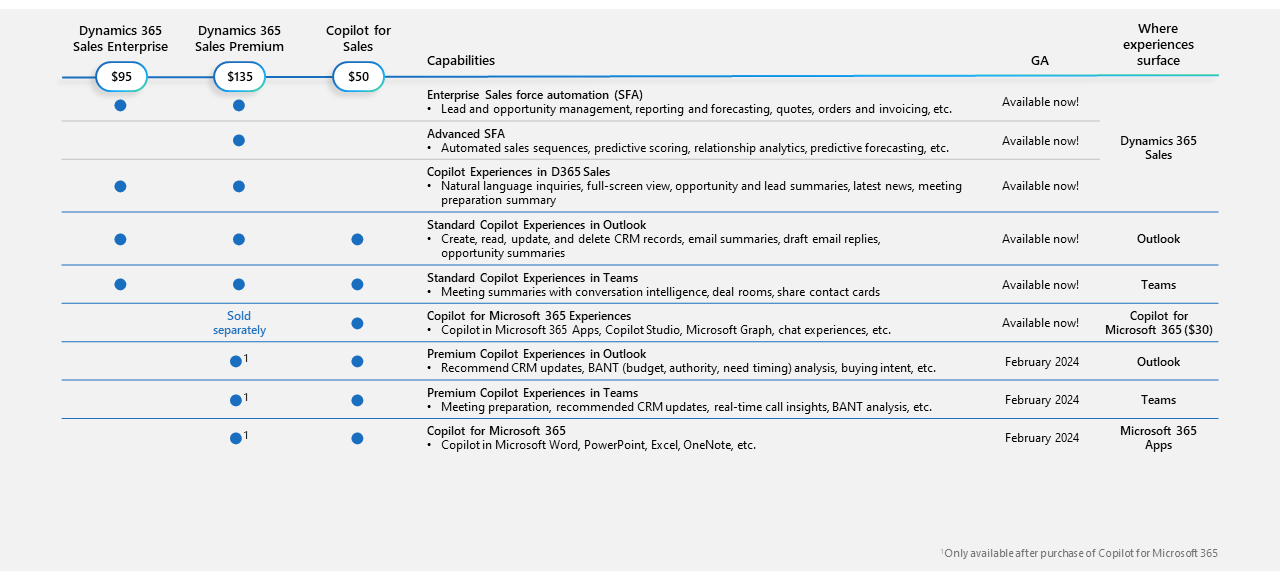 Dynamics 365
Sales Enterprise
Dynamics 365
Sales Premium
Copilot for
Sales
Capabilities
GA
Where
experiences
surface
$95
$135
$50
Enterprise Sales force automation (SFA)
• Lead and opportunity management, reporting and forecasting, quotes, orders and invoicing, etc.
Available now!
Advanced SFA
• Automated sales sequences, predictive scoring, relationship analytics, predictive forecasting, etc.
Available now!
Dynamics 365
Sales
Copilot Experiences in D365 Sales
• Natural language inquiries, full-screen view, opportunity and lead summaries, latest news, meeting
preparation summary
Available now!
Standard Copilot Experiences in Outlook
• Create, read, update, and delete CRM records, email summaries, draft email replies,
opportunity summaries
Available now!
Outlook
Standard Copilot Experiences in Teams
• Meeting summaries with conversation intelligence, deal rooms, share contact cards
Available now!
Teams
Sold
separately
Copilot for Microsoft 365 Experiences
• Copilot in Microsoft 365 Apps, Copilot Studio, Microsoft Graph, chat experiences, etc.
Available now!
Copilot for
Microsoft 365 ($30)
1
Premium Copilot Experiences in Outlook
• Recommend CRM updates, BANT (budget, authority, need timing) analysis, buying intent, etc.
February 2024
Outlook
1
Premium Copilot Experiences in Teams
• Meeting preparation, recommended CRM updates, real-time call insights, BANT analysis, etc.
February 2024
Teams
1
Copilot for Microsoft 365
• Copilot in Microsoft Word, PowerPoint, Excel, OneNote, etc.
February 2024
Microsoft 365
Apps
1Only available after purchase of Copilot for Microsoft 365